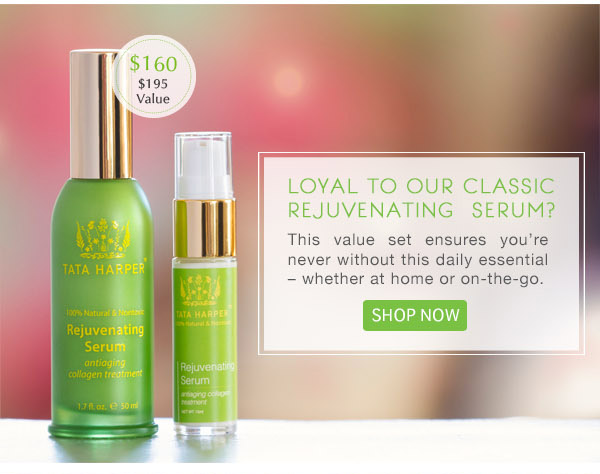 $160
$195
Value
LOYAL TO OUR CLASSIC
REJUVENATING SERUM?
This value set ensures you're
never without this daily essential
– whether at home or on-the-go.
SHOP NOW
TATA HARPER
100% Natural & Nontoxic
Rejuvenating
Serum
antiaging
collagen treatment
1.7 fl. oz. ℮ 50 ml
TATA HARPER
100% Natural & Nontoxic
Rejuvenating
Serum
antiaging collagen
treatment